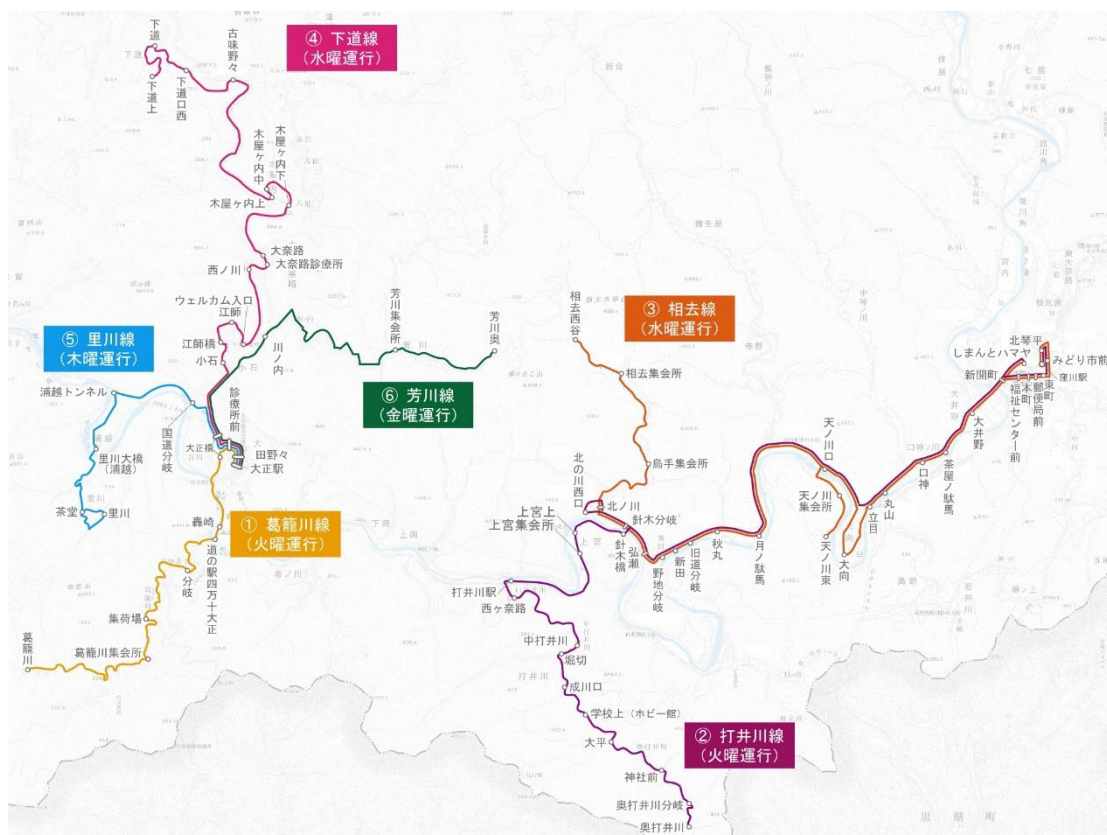 ④ 下道線
（水曜運行）
下道
下道上
下道口西
古味野々
木屋ヶ内中
木屋ヶ内下
木屋ヶ内上
大奈路
大奈路診療所
西ノ川
ウェルカム入口
江師
江師橋
小石
川ノ内
芳川集会所
芳川奥
⑥ 芳川線
（金曜運行）
⑤ 里川線
（木曜運行）
浦越トンネル
国道分岐
里川大橋
（浦越）
茶堂
里川
診療所前
大正橋
田野々
大正駅
① 葛籠川線
（火曜運行）
轟崎
道の駅四万十大正
分岐
集荷場
葛籠川集会所
葛籠川
③ 相去線
（水曜運行）
相去西谷
相去集会所
烏手集会所
北の川西口
北ノ川
上宮上
上宮集会所
針木分岐
針木橋
弘瀬
野地分岐
新田
旧道分岐
秋丸
月ノ駄馬
天ノ川口
天ノ川集会所
天ノ川東
大向
立目
丸山
口神
茶屋ノ駄馬
大井野
新開町
しまんとハマヤ
北琴平
みどり市前
窪川駅
東町
郵便局前
本町
福祉センター前
打井川駅
西ヶ奈路
中打井川
堀切
成川口
学校上（ホビー館）
大平
神社前
奥打井川分岐
奥打井川
② 打井川線
（火曜運行）
黒潮町